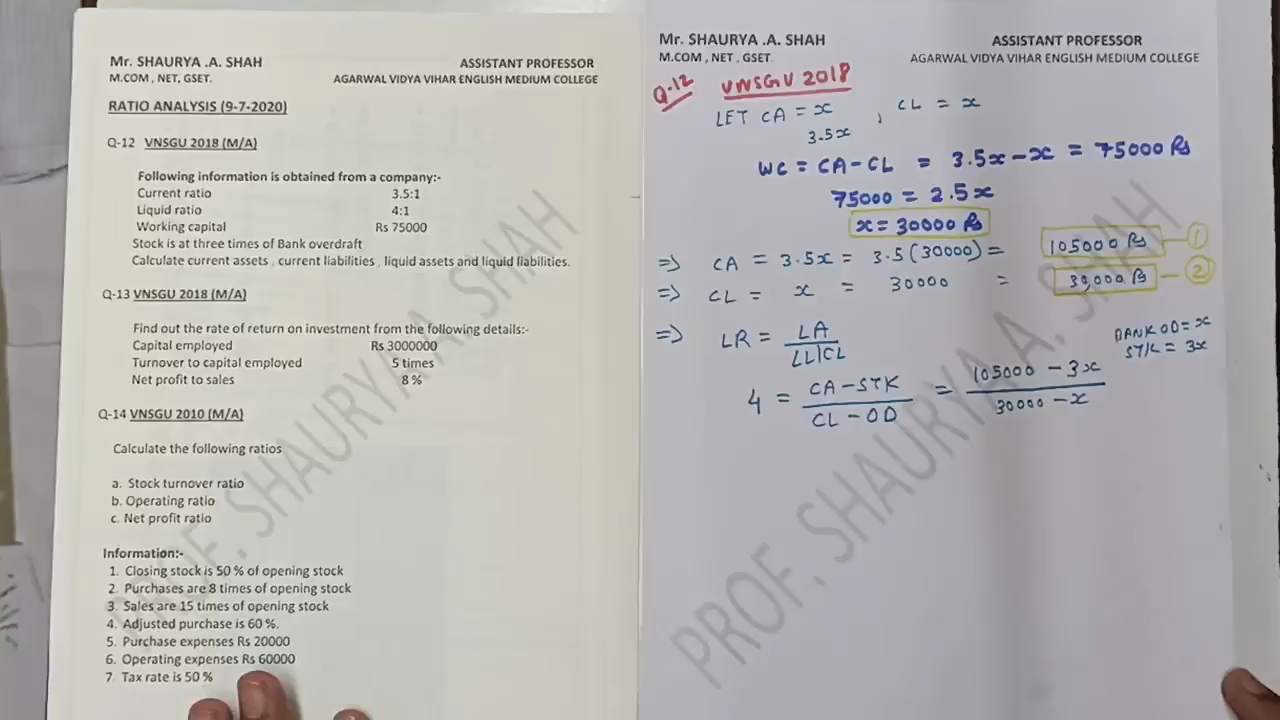 Mr. SHAURYA .A. SHAH ASSISTANT PROFESSOR
M.COM , NET, GSET. AGARWAL VIDYA VIHAR ENGLISH MEDIUM COLLEGE
RATIO ANALYSIS (9-7-2020)
Q-12 VNSGU 2018 (M/A)
Following information is obtained from a company:-
Current ratio 3.5:1
Liquid ratio 4:1
Working capital Rs 75000
Stock is at three times of Bank overdraft
Calculate current assets , current liabilities , liquid assets and liquid liabilities.
Q-13 VNSGU 2018 (M/A)
Find out the rate of return on investment from the following details:-
Capital employed Rs 3000000
Turnover to capital employed 5 times
Net profit to sales 8 %
Q-14 VNSGU 2010 (M/A)
Calculate the following ratios
a. Stock turnover ratio
b. Operating ratio
c. Net profit ratio
Information:-
1. Closing stock is 50 % of opening stock
2. Purchases are 8 times of opening stock
3. Sales are 15 times of opening stock
4. Adjusted purchase is 60 %.
5. Purchase expenses Rs 20000
6. Operating expenses Rs 60000
7. Tax rate is 50 %
PROF. SHAURYA A. SHAH
Mr. SHAURYA .A. SHAH ASSISTANT PROFESSOR
M.COM , NET , GSET. AGARWAL VIDYA VIHAR ENGLISH MEDIUM COLLEGE
Q-12 VNSGU 2018
LET CA = x , CL = x
3.5x
WC = CA - CL = 3.5x - x = 75000 Rs
75000 = 2.5x
x = 30000 Rs
⇒ CA = 3.5x = 3.5 (30000) = 105000 Rs — 1
⇒ CL = x = 30000 = 30,000 Rs — 2
⇒ LR = LA
LL|CL
BANK OD = x
STK = 3x
4 = CA - STK = 105000 - 3x
CL - OD 30000 - x
PROF. SHAURYA A. SHAH